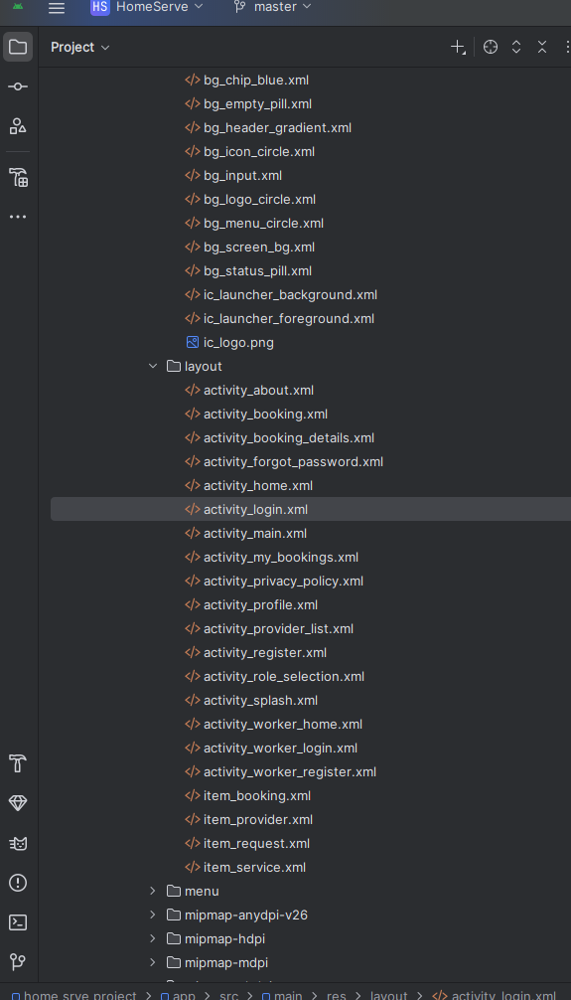 HS HomeServe master
Project
bg_chip_blue.xml
bg_empty_pill.xml
bg_header_gradient.xml
bg_icon_circle.xml
bg_input.xml
bg_logo_circle.xml
bg_menu_circle.xml
bg_screen_bg.xml
bg_status_pill.xml
ic_launcher_background.xml
ic_launcher_foreground.xml
ic_logo.png
layout
activity_about.xml
activity_booking.xml
activity_booking_details.xml
activity_forgot_password.xml
activity_home.xml
activity_login.xml
activity_main.xml
activity_my_bookings.xml
activity_privacy_policy.xml
activity_profile.xml
activity_provider_list.xml
activity_register.xml
activity_role_selection.xml
activity_splash.xml
activity_worker_home.xml
activity_worker_login.xml
activity_worker_register.xml
item_booking.xml
item_provider.xml
item_request.xml
item_service.xml
menu
mipmap-anydpi-v26
mipmap-hdpi
mipmap-mdpi
home srve project > app > src > main > res > layout > activity_login.xml